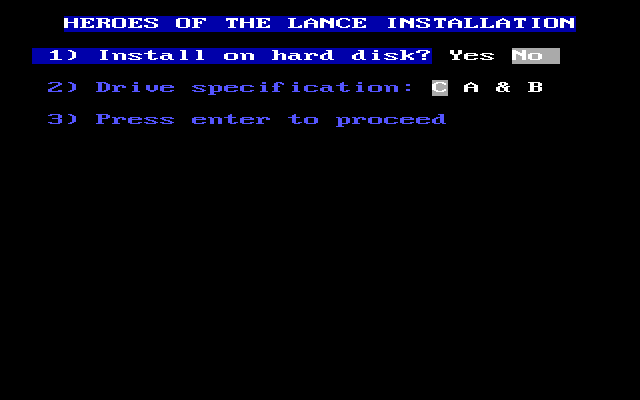 HEROES OF THE LANCE INSTALLATION
1) Install on hard disk? Yes No
2) Drive specification: C A & B
3) Press enter to proceed